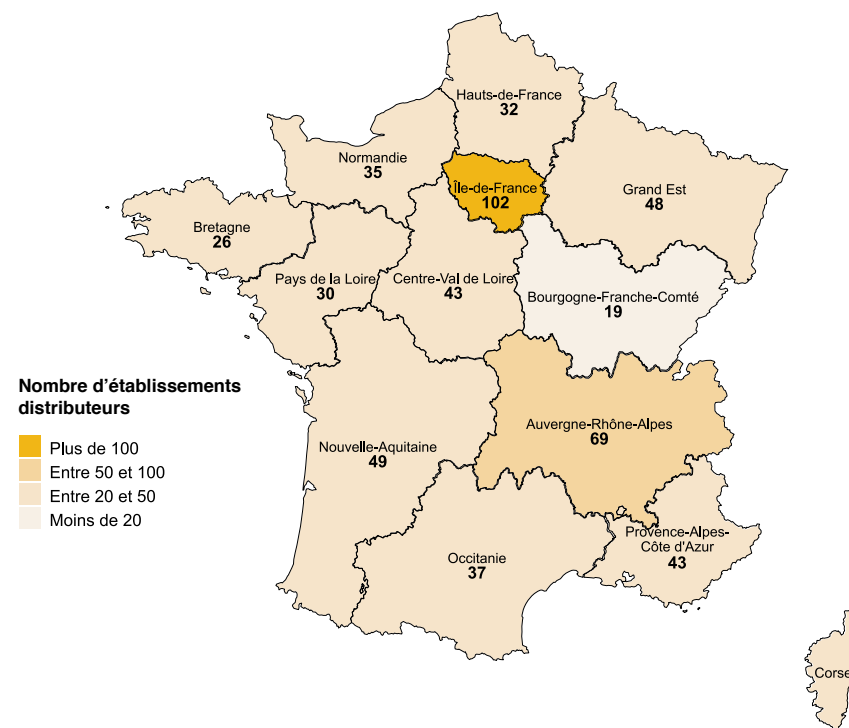 Hauts-de-France
32
Normandie
35
Île-de-France
102
Grand Est
48
Bretagne
26
Pays de la Loire
30
Centre-Val de Loire
43
Bourgogne-Franche-Comté
19
Nombre d'établissements
distributeurs
Plus de 100
Entre 50 et 100
Entre 20 et 50
Moins de 20
Nouvelle-Aquitaine
49
Auvergne-Rhône-Alpes
69
Occitanie
37
Provence-Alpes-
Côte d'Azur
43
Corse